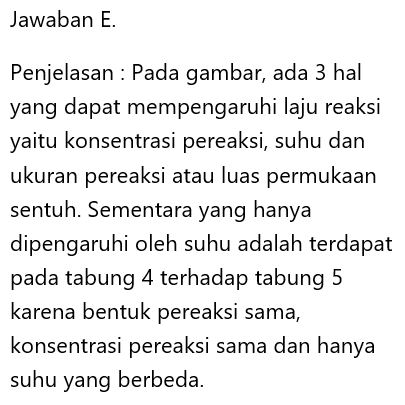 Jawaban E.
Penjelasan : Pada gambar, ada 3 hal
yang dapat mempengaruhi laju reaksi
yaitu konsentrasi pereaksi, suhu dan
ukuran pereaksi atau luas permukaan
sentuh. Sementara yang hanya
dipengaruhi oleh suhu adalah terdapat
pada tabung 4 terhadap tabung 5
karena bentuk pereaksi sama,
konsentrasi pereaksi sama dan hanya
suhu yang berbeda.